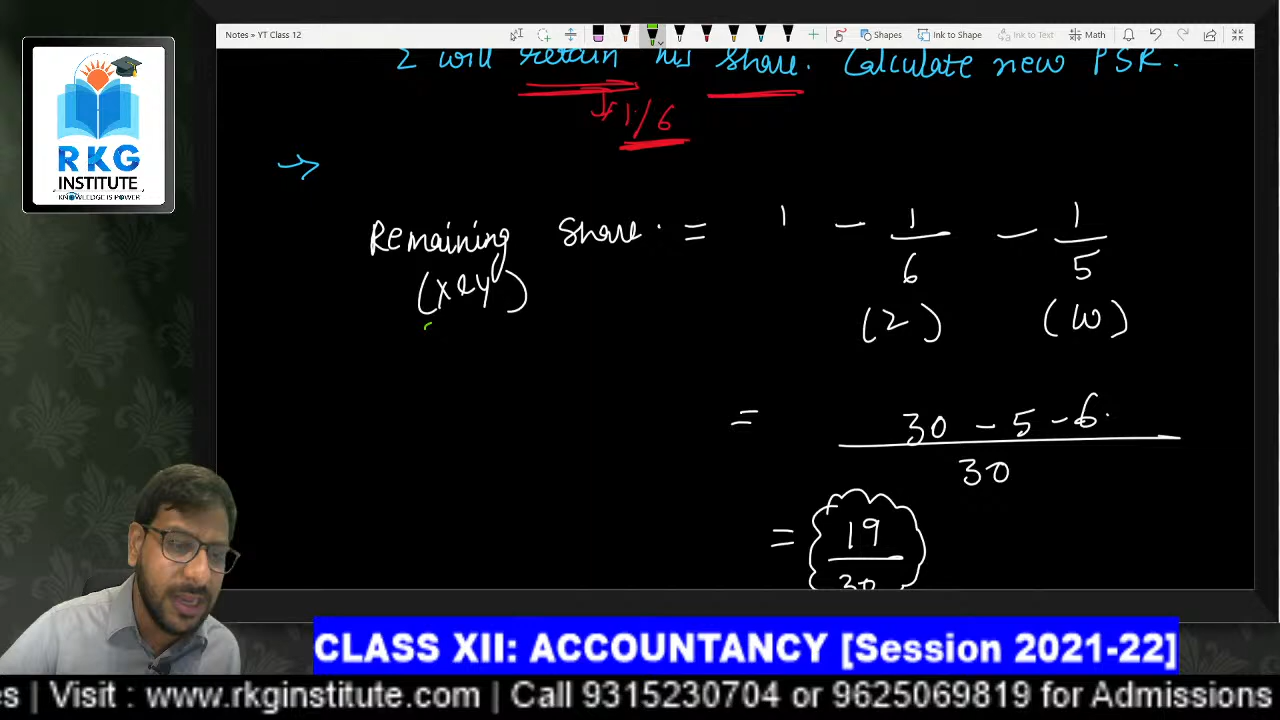 Notes » YT Class 12
Shapes
Ink to Shape
Ink to Text
Math
Z will retain his share. Calculate new PSR.
1/6
RKG
INSTITUTE
KNOWLEDGE IS POWER
Remaining share = 1 - 1/6 - 1/5
(X & Y) (Z) (W)
= 30 - 5 - 6
30
= 19
30
CLASS XII: ACCOUNTANCY [Session 2021-22]
es | Visit : www.rkginstitute.com | Call 9315230704 or 9625069819 for Admissions